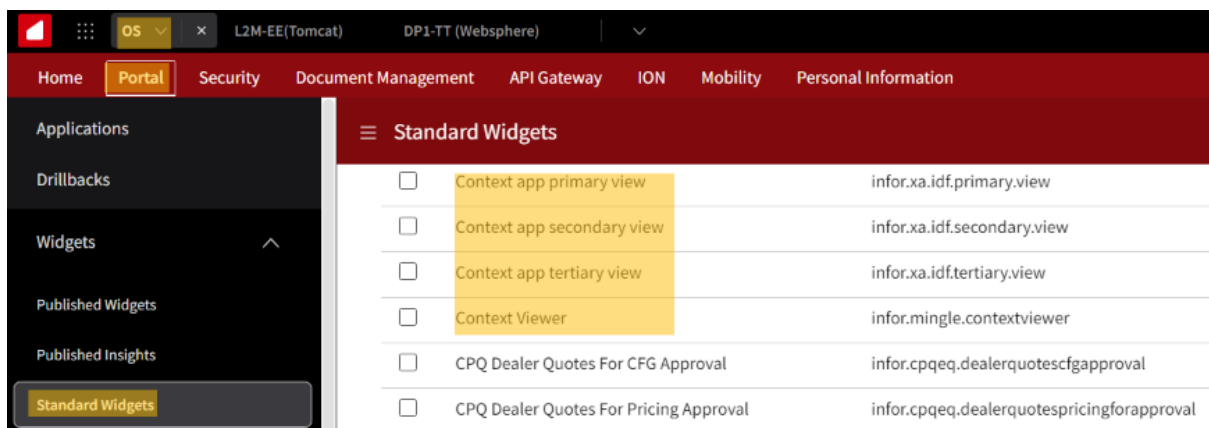 OS L2M-EE(Tomcat) DP1-TT (Websphere)
Home Portal Security Document Management API Gateway ION Mobility Personal Information
Applications
Drillbacks
Widgets
Published Widgets
Published Insights
Standard Widgets
Standard Widgets
Context app primary view infor.xa.idf.primary.view
Context app secondary view infor.xa.idf.secondary.view
Context app tertiary view infor.xa.idf.tertiary.view
Context Viewer infor.mingle.contextviewer
CPQ Dealer Quotes For CFG Approval infor.cpqeq.dealerquotescfgapproval
CPQ Dealer Quotes For Pricing Approval infor.cpqeq.dealerquotespricingforapproval